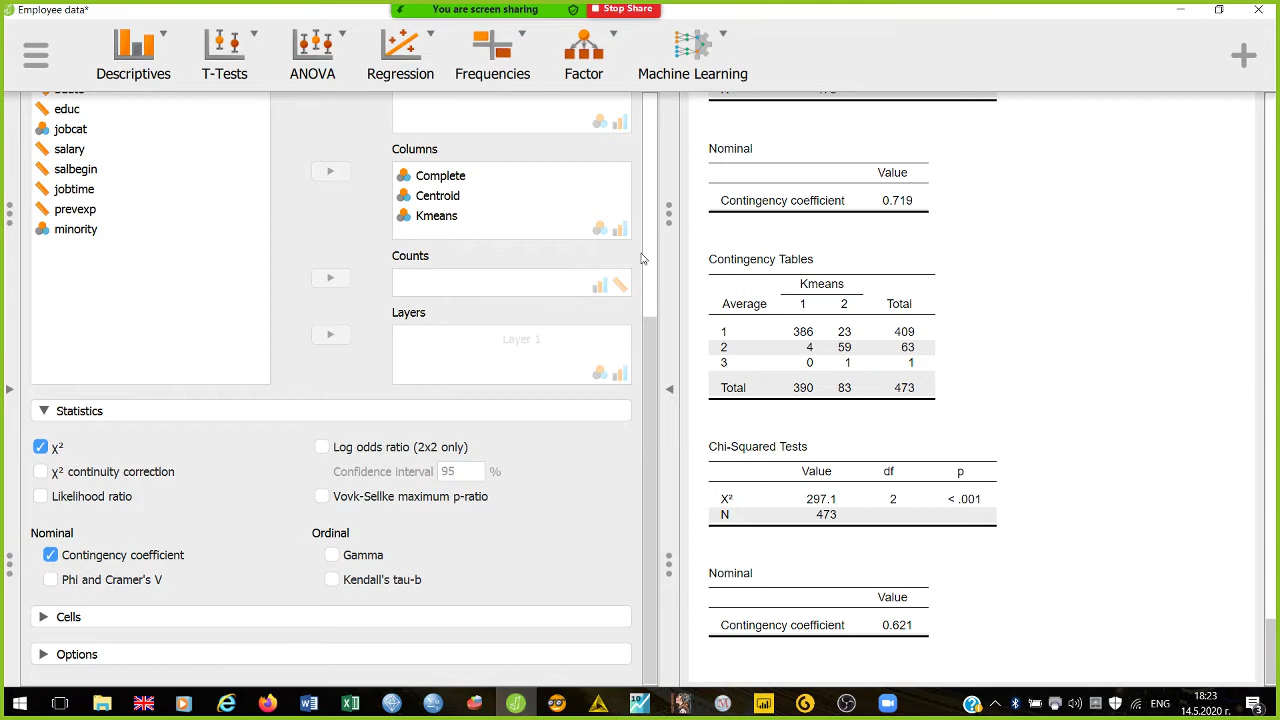 Employee data*
You are screen sharing
Stop Share
Descriptives
T-Tests
ANOVA
Regression
Frequencies
Factor
Machine Learning
educ
jobcat
salary
salbegin
jobtime
prevexp
minority
Columns
Complete
Centroid
Kmeans
Counts
Layers
Layer 1
Statistics
χ²
Log odds ratio (2x2 only)
χ² continuity correction
Confidence interval 95 %
Likelihood ratio
Vovk-Sellke maximum p-ratio
Nominal
Ordinal
Contingency coefficient
Gamma
Phi and Cramer's V
Kendall's tau-b
Cells
Options
Nominal
Value
Contingency coefficient 0.719
Contingency Tables
Kmeans
Average 1 2 Total
1 386 23 409
2 4 59 63
3 0 1 1
Total 390 83 473
Chi-Squared Tests
Value df p
X² 297.1 2 < .001
N 473
Nominal
Value
Contingency coefficient 0.621
ENG
18:23
14.5.2020 г.
3
10